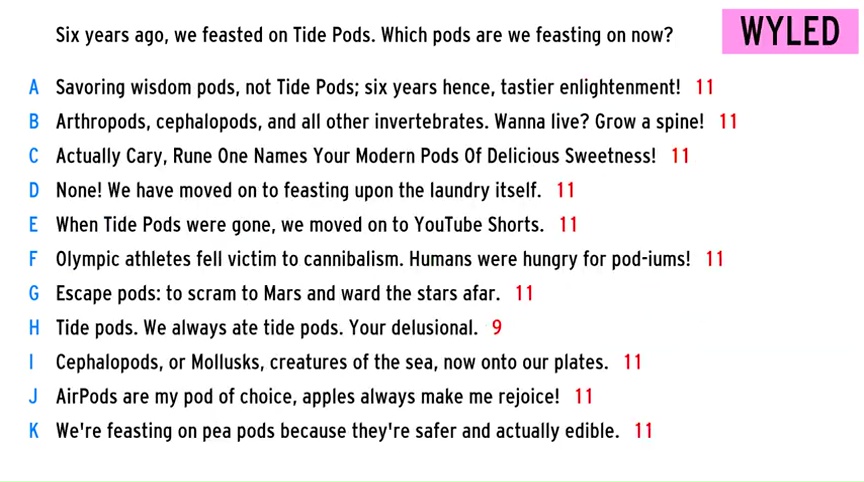 Six years ago, we feasted on Tide Pods. Which pods are we feasting on now?
WYLED
A Savoring wisdom pods, not Tide Pods; six years hence, tastier enlightenment! 11
B Arthropods, cephalopods, and all other invertebrates. Wanna live? Grow a spine! 11
C Actually Cary, Rune One Names Your Modern Pods Of Delicious Sweetness! 11
D None! We have moved on to feasting upon the laundry itself. 11
E When Tide Pods were gone, we moved on to YouTube Shorts. 11
F Olympic athletes fell victim to cannibalism. Humans were hungry for pod-iums! 11
G Escape pods: to scram to Mars and ward the stars afar. 11
H Tide pods. We always ate tide pods. Your delusional. 9
I Cephalopods, or Mollusks, creatures of the sea, now onto our plates. 11
J AirPods are my pod of choice, apples always make me rejoice! 11
K We're feasting on pea pods because they're safer and actually edible. 11